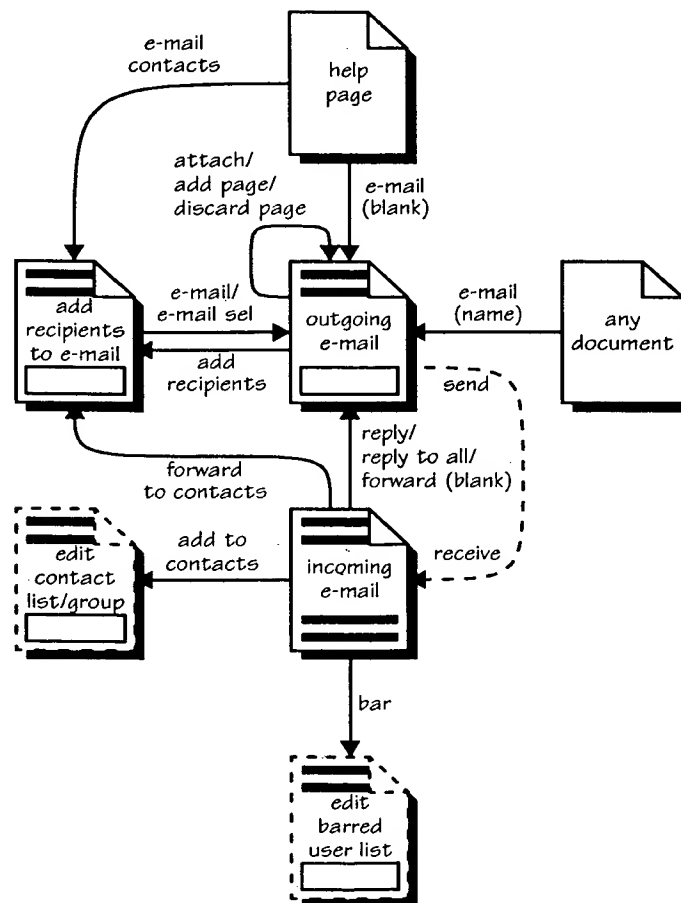 e-mail
contacts
help
page
attach/
add page/
discard page
e-mail
(blank)
add
recipients
to e-mail
e-mail/
e-mail sel
add
recipients
outgoing
e-mail
e-mail
(name)
any
document
send
forward
to contacts
reply/
reply to all/
forward (blank)
edit
contact
list/group
add to
contacts
incoming
e-mail
receive
bar
edit
barred
user list